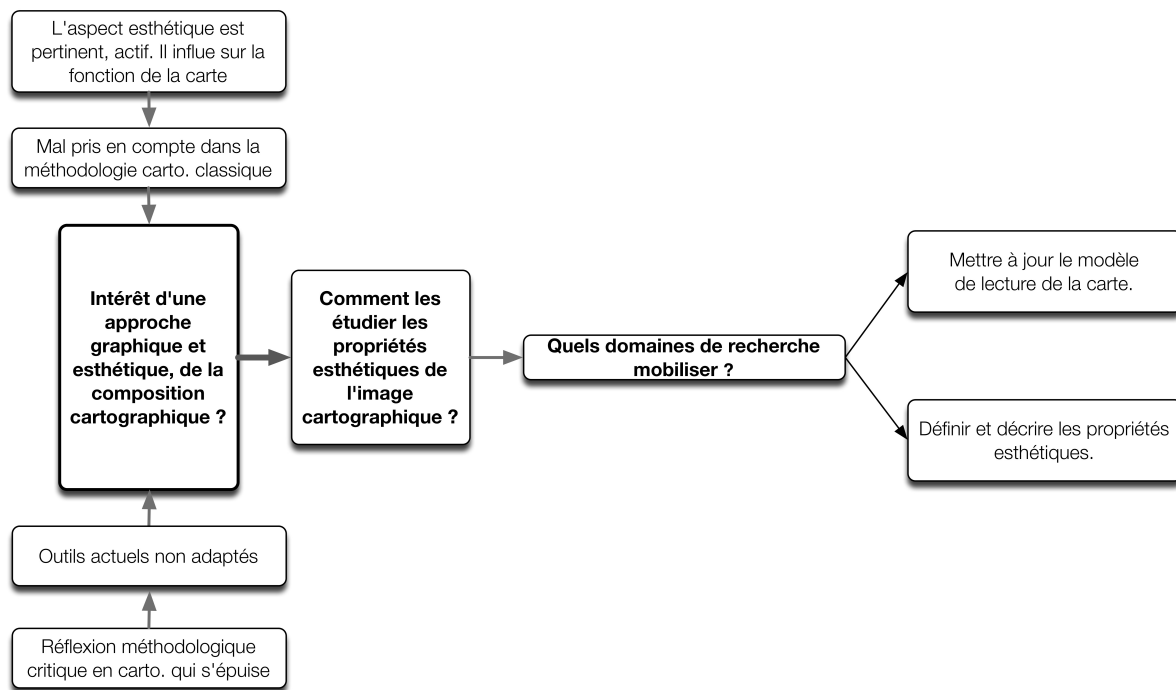 L'aspect esthétique est
pertinent, actif. Il influe sur la
fonction de la carte
Mal pris en compte dans la
méthodologie carto. classique
Intérêt d'une
approche
graphique et
esthétique, de la
composition
cartographique ?
Comment les
étudier les
propriétés
esthétiques de
l'image
cartographique ?
Quels domaines de recherche
mobiliser ?
Mettre à jour le modèle
de lecture de la carte.
Définir et décrire les propriétés
esthétiques.
Outils actuels non adaptés
Réflexion méthodologique
critique en carto. qui s'épuise